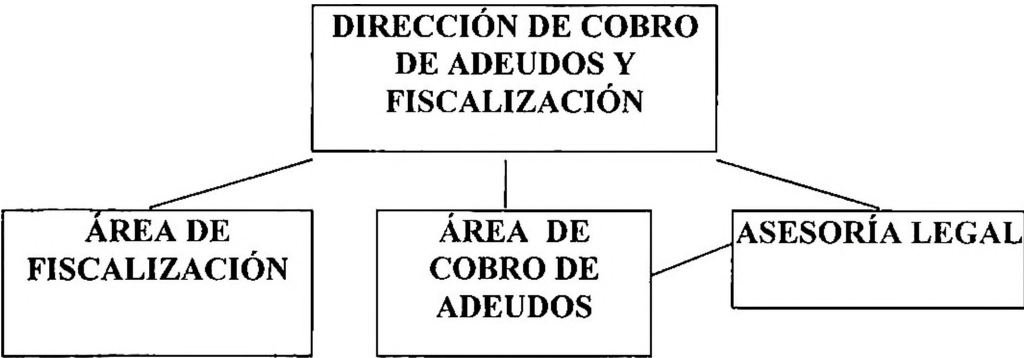 DIRECCIÓN DE COBRO
DE ADEUDOS Y
FISCALIZACIÓN
ÁREA DE
FISCALIZACIÓN
ÁREA DE
COBRO DE
ADEUDOS
ASESORÍA LEGAL